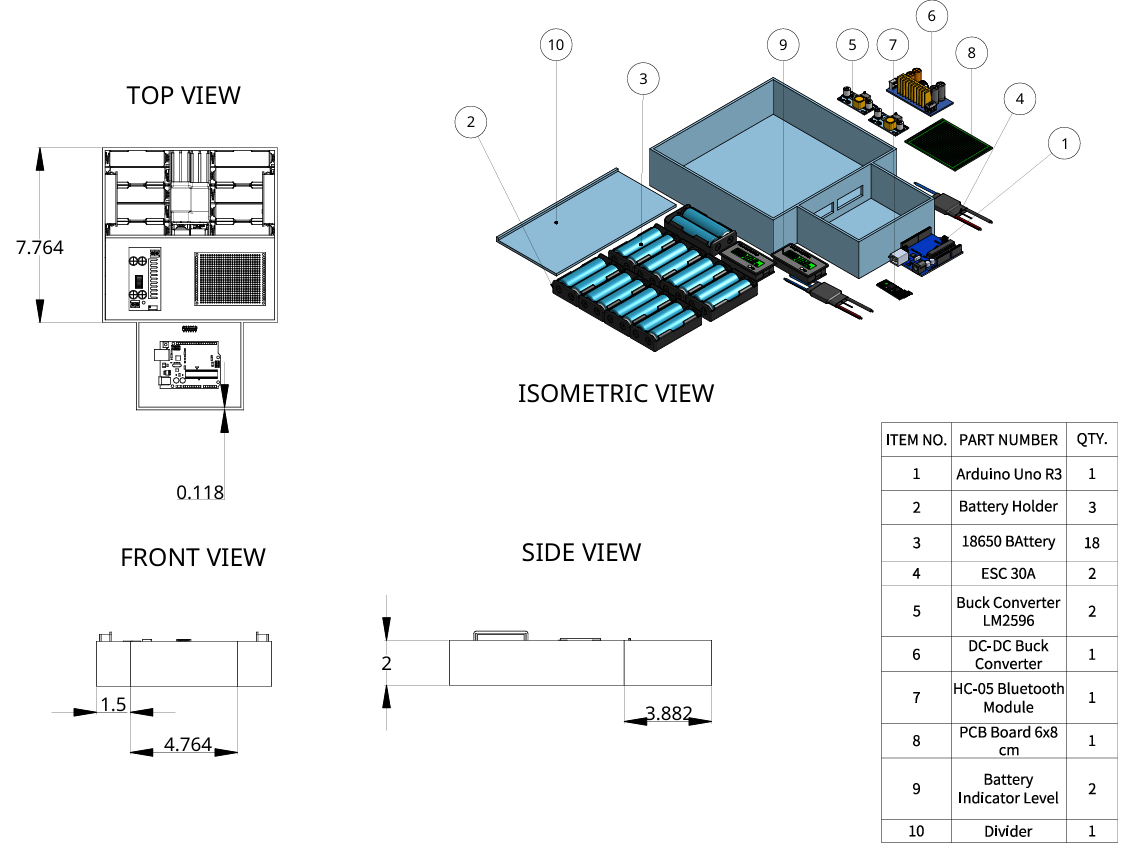 6
10
9
5
7
8
3
4
2
1
TOP VIEW
7.764
0.118
ISOMETRIC VIEW
FRONT VIEW
SIDE VIEW
1.5
4.764
2
3.882
ITEM NO. PART NUMBER QTY.
1 Arduino Uno R3 1
2 Battery Holder 3
3 18650 BAttery 18
4 ESC 30A 2
5 Buck Converter
LM2596 2
6 DC-DC Buck
Converter 1
7 HC-05 Bluetooth
Module 1
8 PCB Board 6x8
cm 1
9 Battery
Indicator Level 2
10 Divider 1